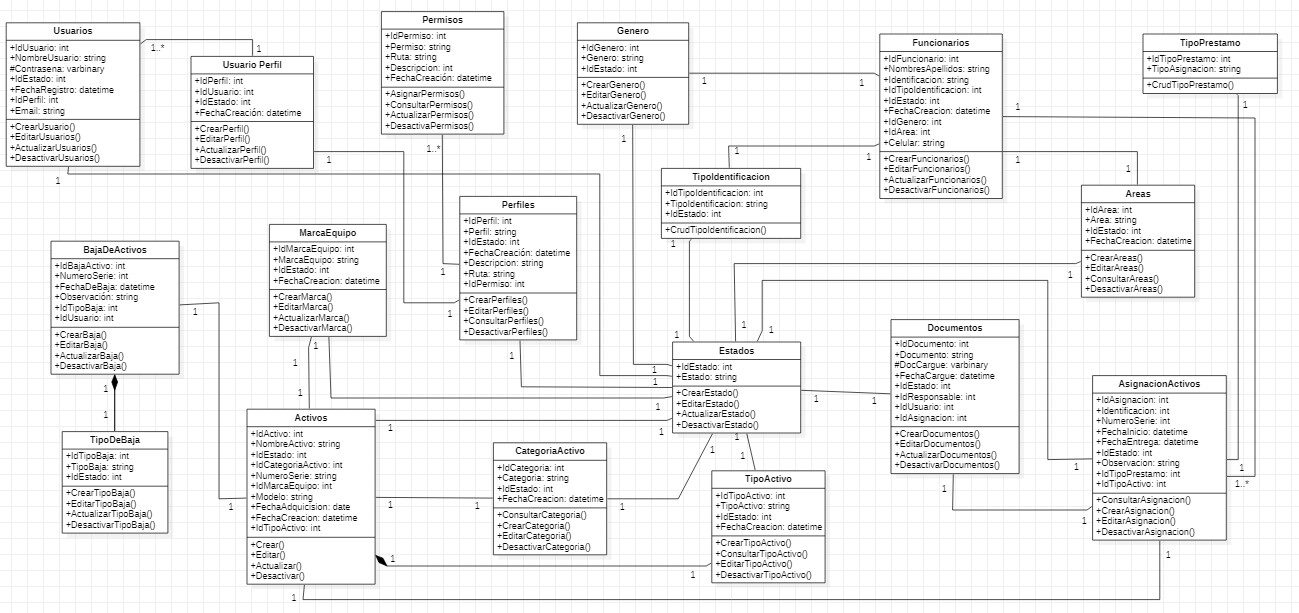 Usuarios
+IdUsuario: int
+NombreUsuario: string
#Contrasena: varbinary
+IdEstado: int
+FechaRegistro: datetime
+IdPerfil: int
+Email: string
+CrearUsuario()
+EditarUsuarios()
+ActualizarUsuarios()
+DesactivarUsuarios()
1..*
1
1
Usuario Perfil
+IdPerfil: int
+IdUsuario: int
+IdEstado: int
+FechaCreación: datetime
+CrearPerfil()
+EditarPerfil()
+ActualizarPerfil()
+DesactivarPerfil()
1
Permisos
+IdPermiso: int
+Permiso: string
+Ruta: string
+Descripcion: int
+FechaCreación: datetime
+AsignarPermisos()
+ConsultarPermisos()
+ActualizarPermisos()
+DesactivaPermisos()
1..*
1
Genero
+IdGenero: int
+Genero: string
+IdEstado: int
+CrearGenero()
+EditarGenero()
+ActualizarGenero()
+DesactivarGenero()
1
1
1
Funcionarios
+IdFuncionario: int
+NombresApellidos: string
+Identificacion: string
+IdTipoIdentificacion: int
+IdEstado: int
+FechaCreacion: datetime
+IdGenero: int
+IdArea: int
+Celular: string
+CrearFuncionarios()
+EditarFuncionarios()
+ActualizarFuncionarios()
+DesactivarFuncionarios()
1
1
1
1
1
TipoPrestamo
+IdTipoPrestamo: int
+TipoAsignacion: string
+CrudTipoPrestamo()
1
TipoIdentificacion
+IdTipoIdentificacion: int
+TipoIdentificacion: string
+IdEstado: int
+CrudTipoIdentificacion()
1
1
Areas
+IdArea: int
+Area: string
+IdEstado: int
+FechaCreacion: datetime
+CrearAreas()
+EditarAreas()
+ConsultarAreas()
+DesactivarAreas()
1
Perfiles
+IdPerfil: int
+Perfil: string
+IdEstado: int
+FechaCreación: datetime
+Descripcion: string
+Ruta: string
+IdPermiso: int
+CrearPerfiles()
+EditarPerfiles()
+ConsultarPerfiles()
+DesactivarPerfiles()
1
1
MarcaEquipo
+IdMarcaEquipo: int
+MarcaEquipo: string
+IdEstado: int
+FechaCreacion: datetime
+CrearMarca()
+EditarMarca()
+ActualizarMarca()
+DesactivarMarca()
1
1
BajaDeActivos
+IdBajaActivo: int
+NumeroSerie: int
+FechaDeBaja: datetime
+Observación: string
+IdTipoBaja: int
+IdUsuario: int
+CrearBaja()
+EditarBaja()
+ActualizarBaja()
+DesactivarBaja()
1
1
1
TipoDeBaja
+IdTipoBaja: int
+TipoBaja: string
+IdEstado: int
+CrearTipoBaja()
+EditarTipoBaja()
+ActualizarTipoBaja()
+DesactivarTipoBaja()
Estados
+IdEstado: int
+Estado: string
+CrearEstado()
+EditarEstado()
+ActualizarEstado()
+DesactivarEstado()
1
1
1
1
1
1
1
1
1
1
1
1
Documentos
+IdDocumento: int
+Documento: string
#DocCargue: varbinary
+FechaCargue: datetime
+IdEstado: int
+IdResponsable: int
+IdUsuario: int
+IdAsignacion: int
+CrearDocumentos()
+EditarDocumentos()
+ActualizarDocumentos()
+DesactivarDocumentos()
1
1
AsignacionActivos
+IdAsignacion: int
+Identificacion: int
+NumeroSerie: int
+FechaInicio: datetime
+FechaEntrega: datetime
+IdEstado: int
+Observacion: string
+IdTipoPrestamo: int
+IdTipoActivo: int
+ConsultarAsignacion()
+CrearAsignacion()
+EditarAsignacion()
+DesactivarAsignacion()
1
1
1..*
1
Activos
+IdActivo: int
+NombreActivo: string
+IdEstado: int
+IdCategoriaActivo: int
+NumeroSerie: string
+IdMarcaEquipo: int
+Modelo: string
+FechaAdquicision: date
+FechaCreacion: datetime
+IdTipoActivo: int
+Crear()
+Editar()
+Actualizar()
+Desactivar()
1
1
1
1
1
CategoriaActivo
+IdCategoria: int
+Categoria: string
+IdEstado: int
+FechaCreacion: datetime
+ConsultarCategoria()
+CrearCategoria()
+EditarCategoria()
+DesactivarCategoria()
1
1
TipoActivo
+IdTipoActivo: int
+TipoActivo: string
+IdEstado: int
+FechaCreacion: datetime
+CrearTipoActivo()
+ConsultarTipoActivo()
+EditarTipoActivo()
+DesactivarTipoActivo()
1